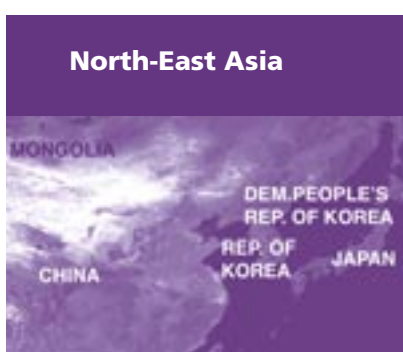 North-East Asia
MONGOLIA
DEM.PEOPLE'S
REP. OF KOREA
REP. OF
KOREA
JAPAN
CHINA